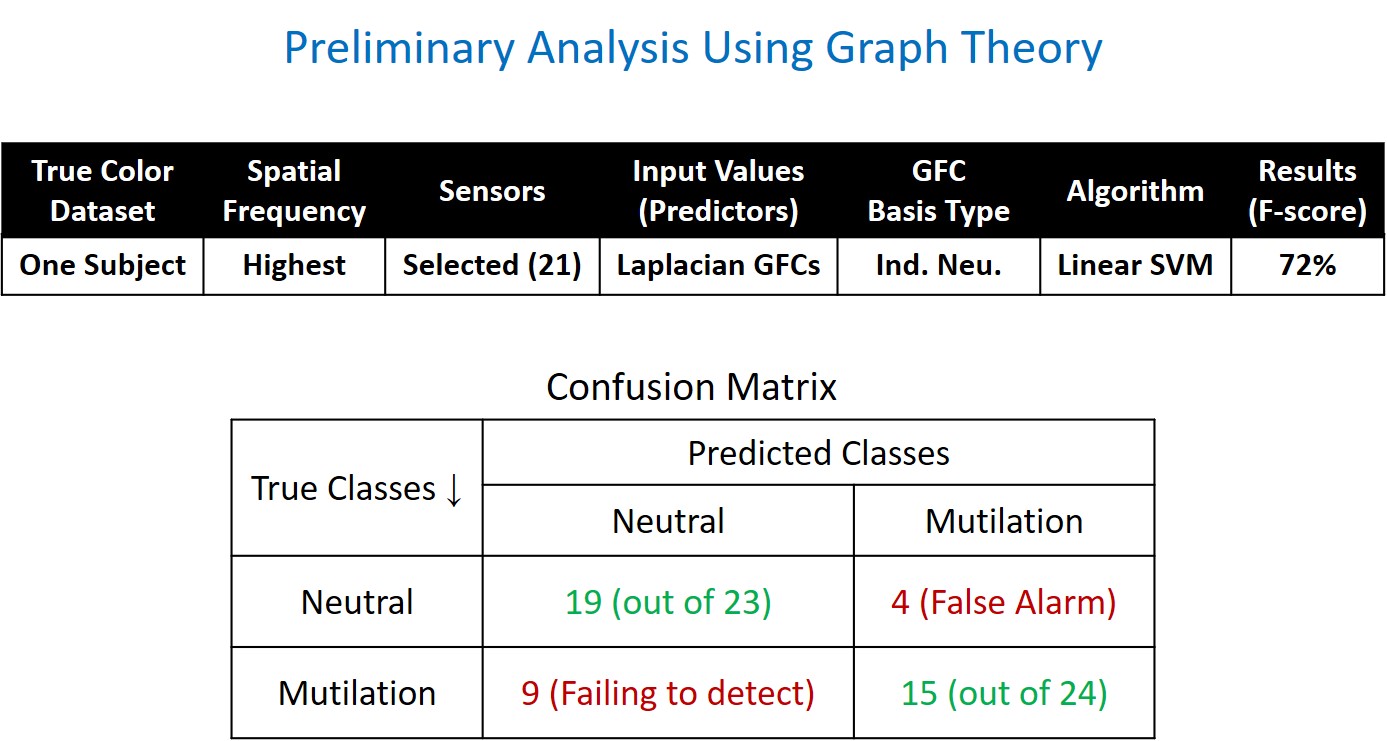 Preliminary Analysis Using Graph Theory
True Color Dataset Spatial Frequency Sensors Input Values (Predictors) GFC Basis Type Algorithm Results (F-score)
One Subject Highest Selected (21) Laplacian GFCs Ind. Neu. Linear SVM 72%
Confusion Matrix
True Classes ↓ Predicted Classes
Neutral Mutilation
Neutral 19 (out of 23) 4 (False Alarm)
Mutilation 9 (Failing to detect) 15 (out of 24)